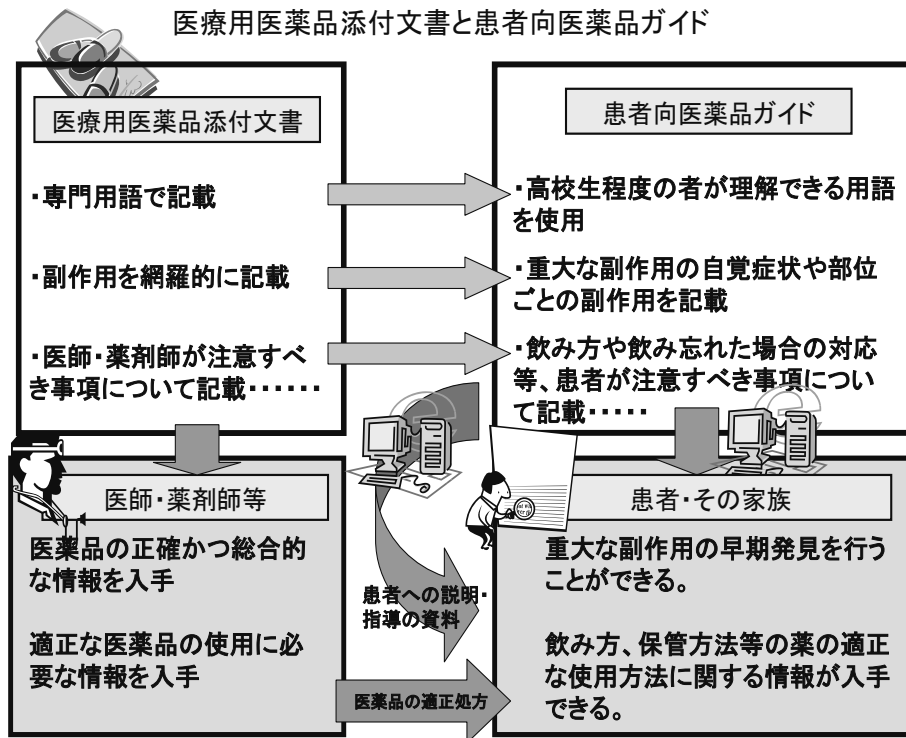 医療用医薬品添付文書と患者向医薬品ガイド
医療用医薬品添付文書
・専門用語で記載
・副作用を網羅的に記載
・医師・薬剤師が注意すべ
き事項について記載‥‥‥
患者向医薬品ガイド
・高校生程度の者が理解できる用語
を使用
・重大な副作用の自覚症状や部位
ごとの副作用を記載
・飲み方や飲み忘れた場合の対応
等、患者が注意すべき事項につい
て記載‥‥‥
医師・薬剤師等
医薬品の正確かつ総合的
な情報を入手
適正な医薬品の使用に必
要な情報を入手
患者への説明・
指導の資料
医薬品の適正処方
患者・その家族
重大な副作用の早期発見を行う
ことができる。
飲み方、保管方法等の薬の適正
な使用方法に関する情報が入手
できる。